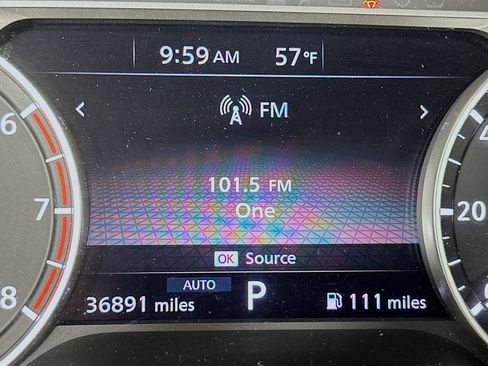 9:59 AM 57°F
FM
101.5 FM
One
OK Source
AUTO
36891 miles P 111 miles
6
7
8
20